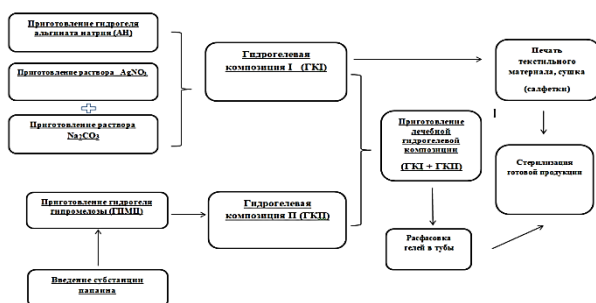 Приготовление гидрогеля
альгината натрия (АН)
Приготовление раствора AgNO₃
Приготовление раствора
Na₂CO₃
Гидрогелевая
композиция I (ГКI)
Печать
текстильного
материала, сушка
(салфетки)
Приготовление
лечебной
гидрогелевой
композиции
(ГКI + ГКII)
I
Стерилизация
готовой продукции
Приготовление гидрогеля
гипромелозы (ГПМЦ)
Гидрогелевая
композиция II (ГКII)
Расфасовка
гелей в тубы
Введение субстанции
папаина